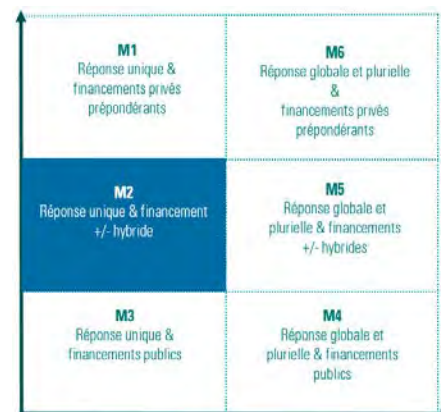 M1
Réponse unique &
financements privés
prépondérants
M6
Réponse globale et plurielle
&
financements privés
prépondérants
M2
Réponse unique & financement
+/- hybride
M5
Réponse globale et
plurielle & financements
+/- hybrides
M3
Réponse unique &
financements publics
M4
Réponse globale et
plurielle & financements
publics